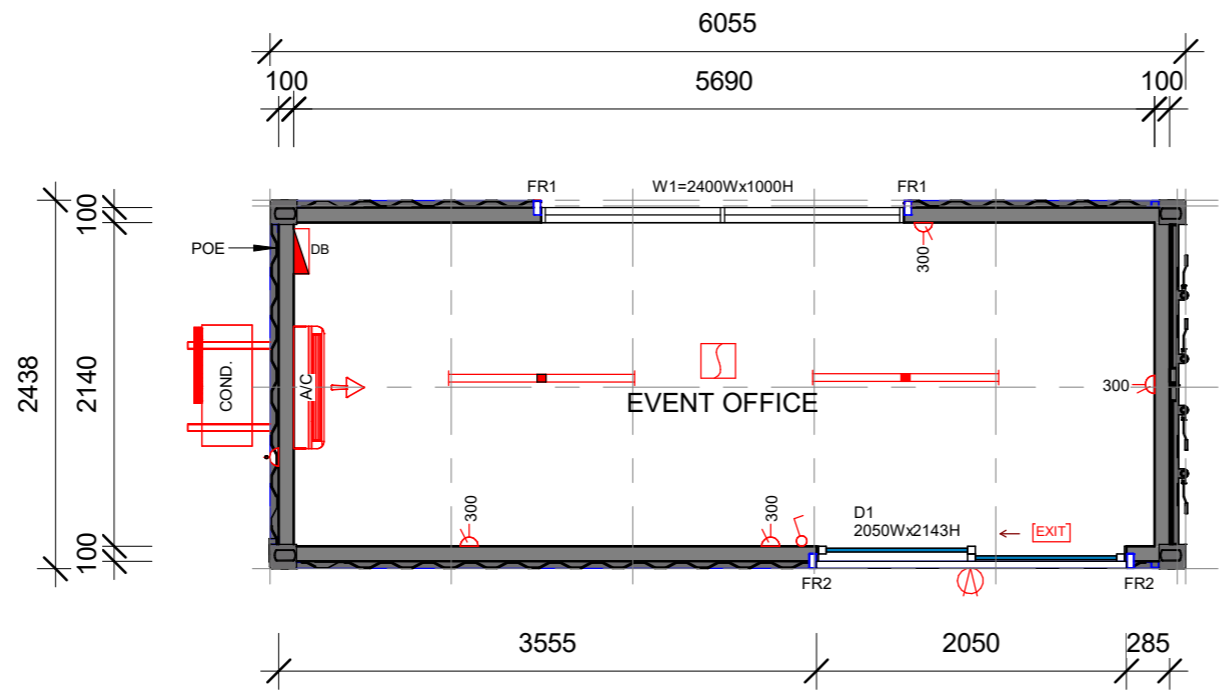 6055
100
5690
100
FR1
W1=2400Wx1000H
FR1
100
POE
DB
300
2438
2140
COND.
A/C
300
EVENT OFFICE
300
300
D1
2050Wx2143H
[EXIT]
100
FR2
FR2
3555
2050
285